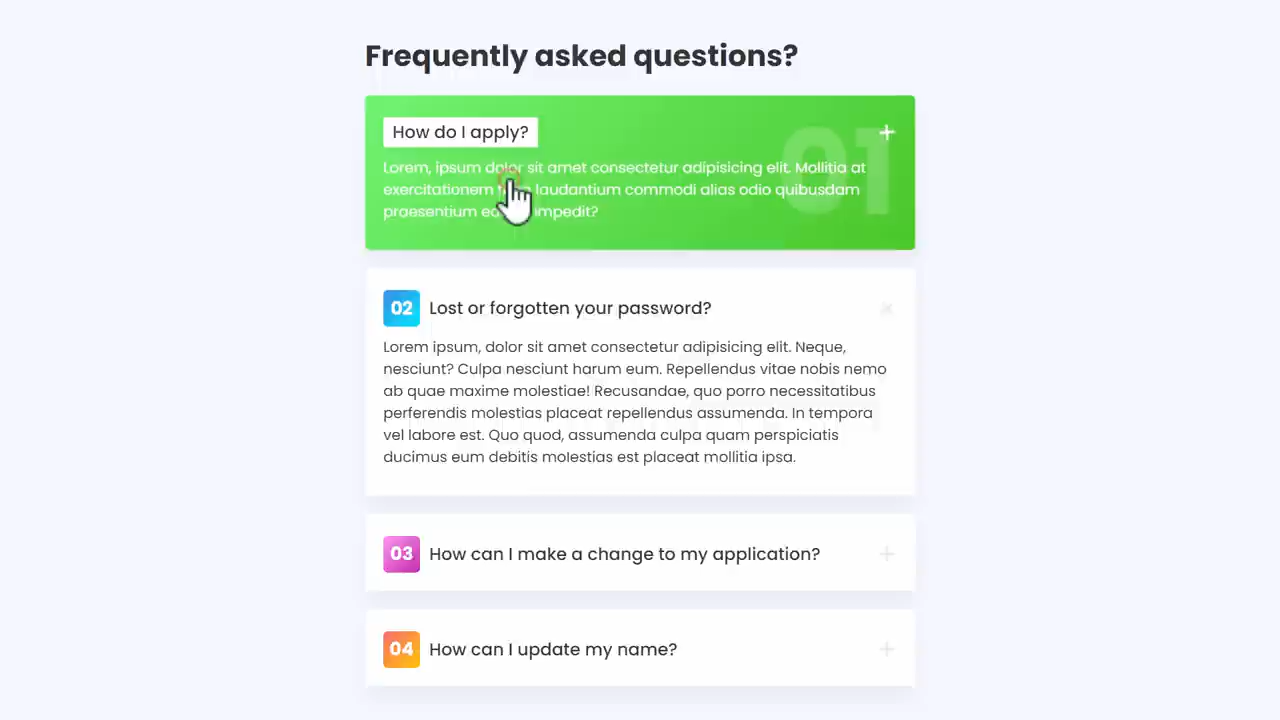 Frequently asked questions?
How do I apply?
01
Lorem, ipsum dolor sit amet consectetur adipisicing elit. Mollitia at
exercitationem laudantium commodi alias odio quibusdam
praesentium impedit?
02 Lost or forgotten your password?
Lorem ipsum, dolor sit amet consectetur adipisicing elit. Neque,
nesciunt? Culpa nesciunt harum eum. Repellendus vitae nobis nemo
ab quae maxime molestiae! Recusandae, quo porro necessitatibus
perferendis molestias placeat repellendus assumenda. In tempora
vel labore est. Quo quod, assumenda culpa quam perspiciatis
ducimus eum debitis molestias est placeat mollitia ipsa.
03 How can I make a change to my application?
04 How can I update my name?